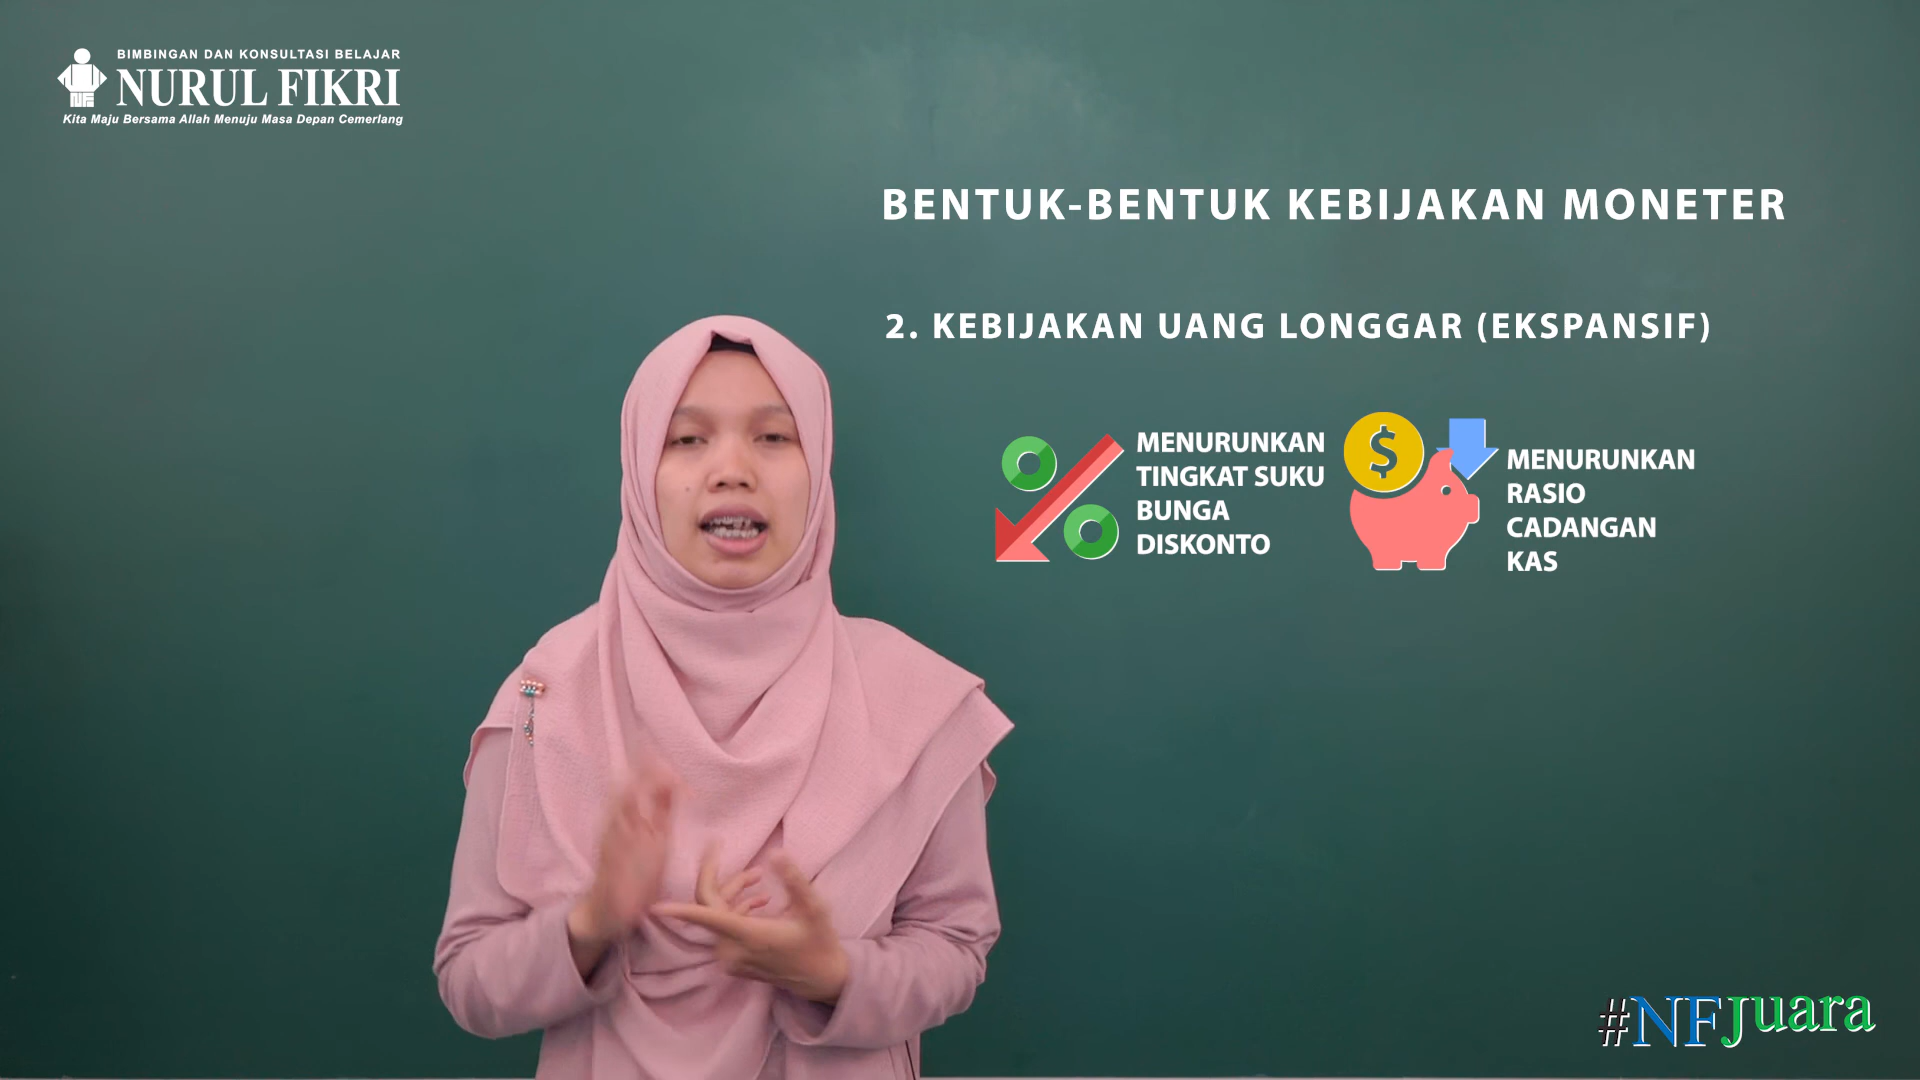 BIMBINGAN DAN KONSULTASI BELAJAR
NURUL FIKRI
NF
Kita Maju Bersama Allah Menuju Masa Depan Cemerlang
BENTUK-BENTUK KEBIJAKAN MONETER
2. KEBIJAKAN UANG LONGGAR (EKSPANSIF)
MENURUNKAN
TINGKAT SUKU
BUNGA
DISKONTO
$
MENURUNKAN
RASIO
CADANGAN
KAS
#NFJuara